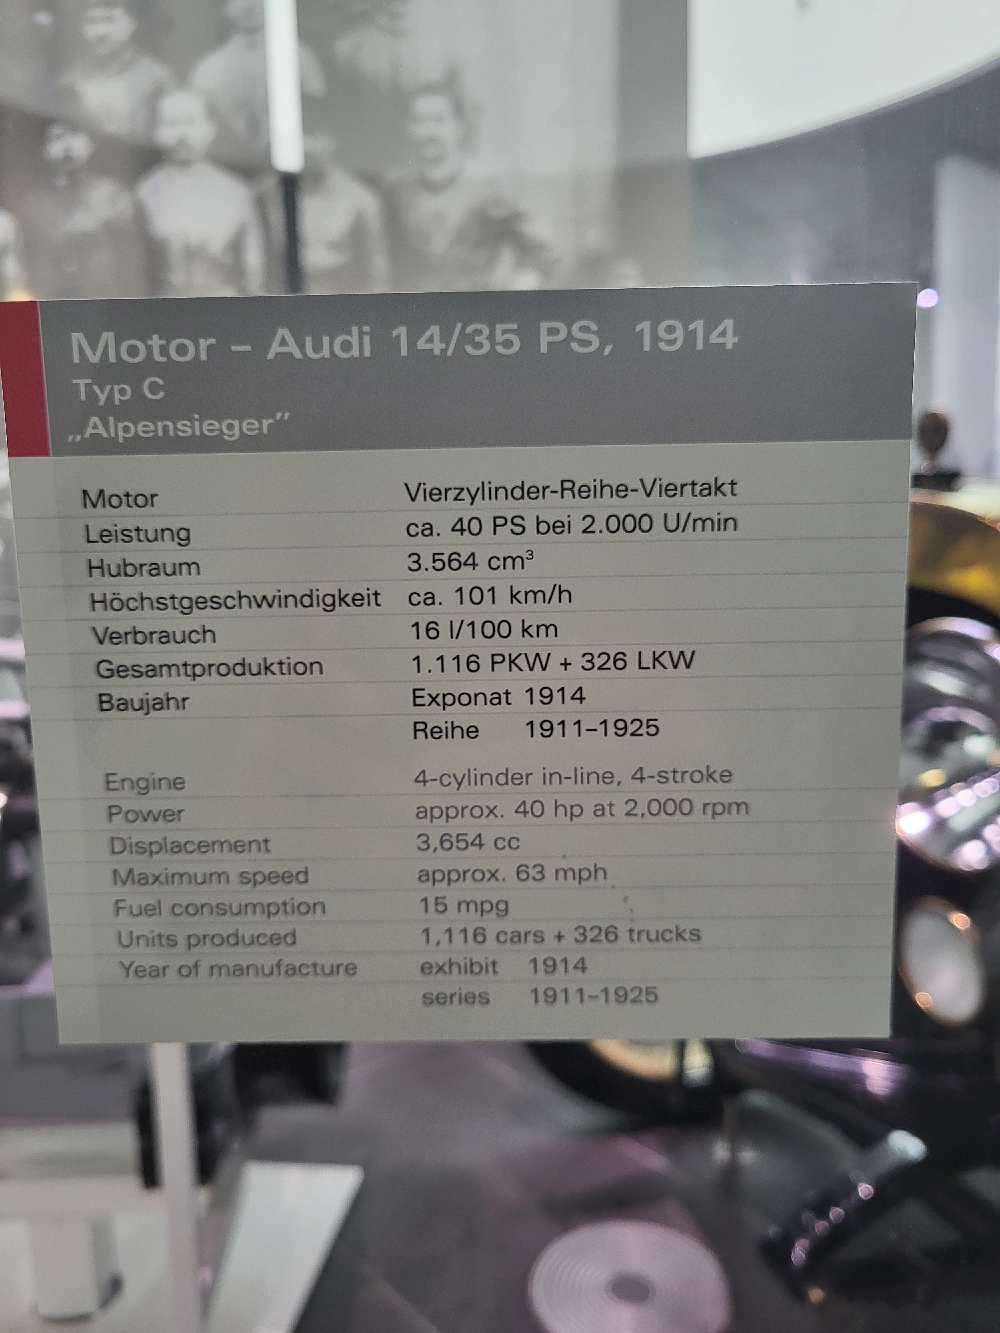 Motor – Audi 14/35 PS, 1914
Typ C
„Alpensieger“
Motor Vierzylinder-Reihe-Viertakt
Leistung ca. 40 PS bei 2.000 U/min
Hubraum 3.564 cm³
Höchstgeschwindigkeit ca. 101 km/h
Verbrauch 16 l/100 km
Gesamtproduktion 1.116 PKW + 326 LKW
Baujahr Exponat 1914
Reihe 1911–1925
Engine 4-cylinder in-line, 4-stroke
Power approx. 40 hp at 2,000 rpm
Displacement 3,654 cc
Maximum speed approx. 63 mph
Fuel consumption 15 mpg
Units produced 1,116 cars + 326 trucks
Year of manufacture exhibit 1914
series 1911–1925